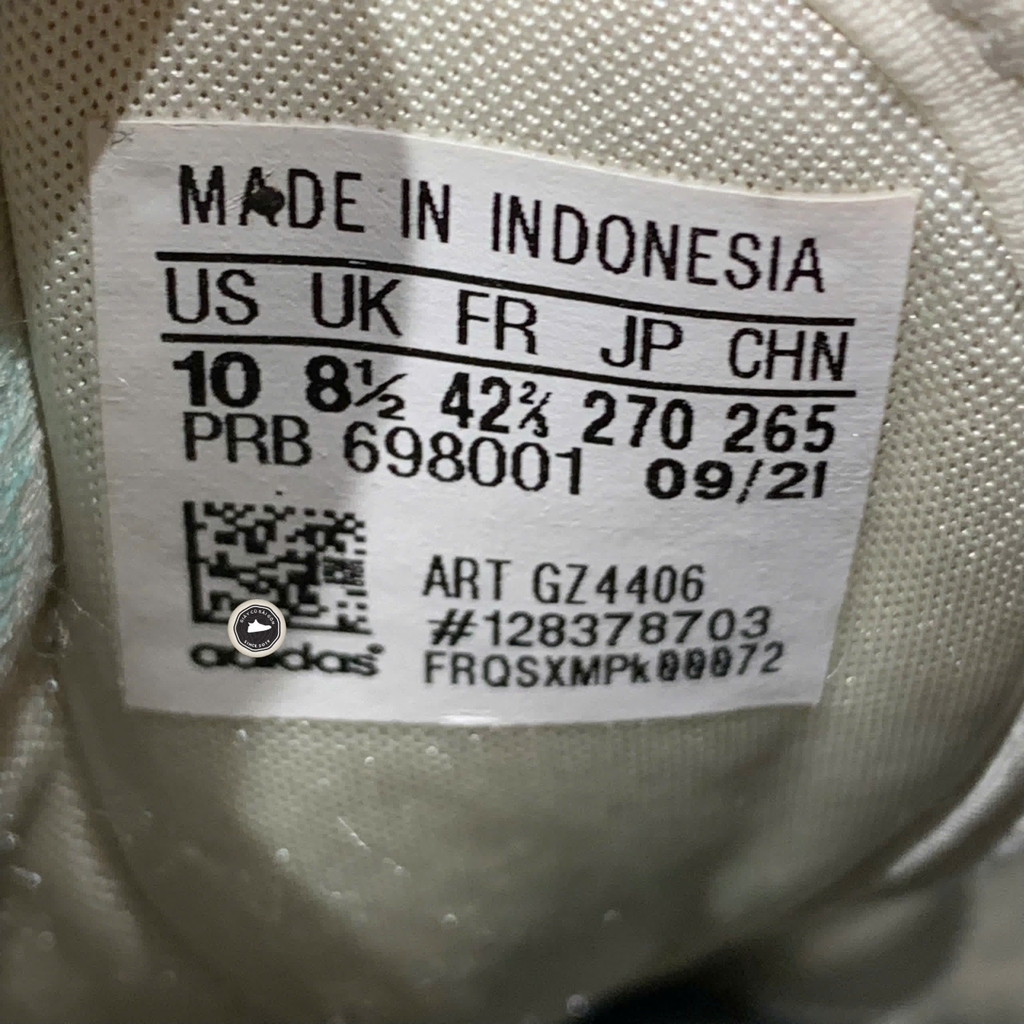 MADE IN INDONESIA
US UK FR JP CHN
10 8½ 42⅔ 270 265
PRB 698001 09/21
ART GZ4406
#128378703
adidas FRQSXMPk00072